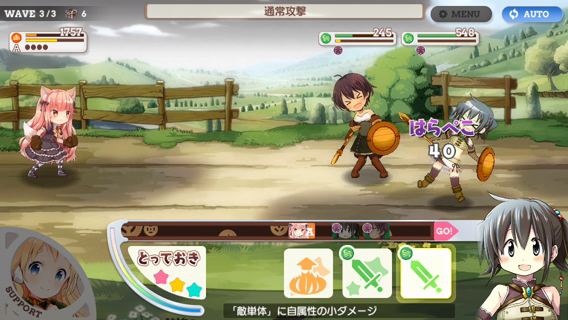 WAVE 3/3 6
通常攻撃
MENU
AUTO
1757
A
245
548
はらぺこ
40
A
GO!
とっておき
SUPPORT
「敵単体」に自属性の小ダメージ